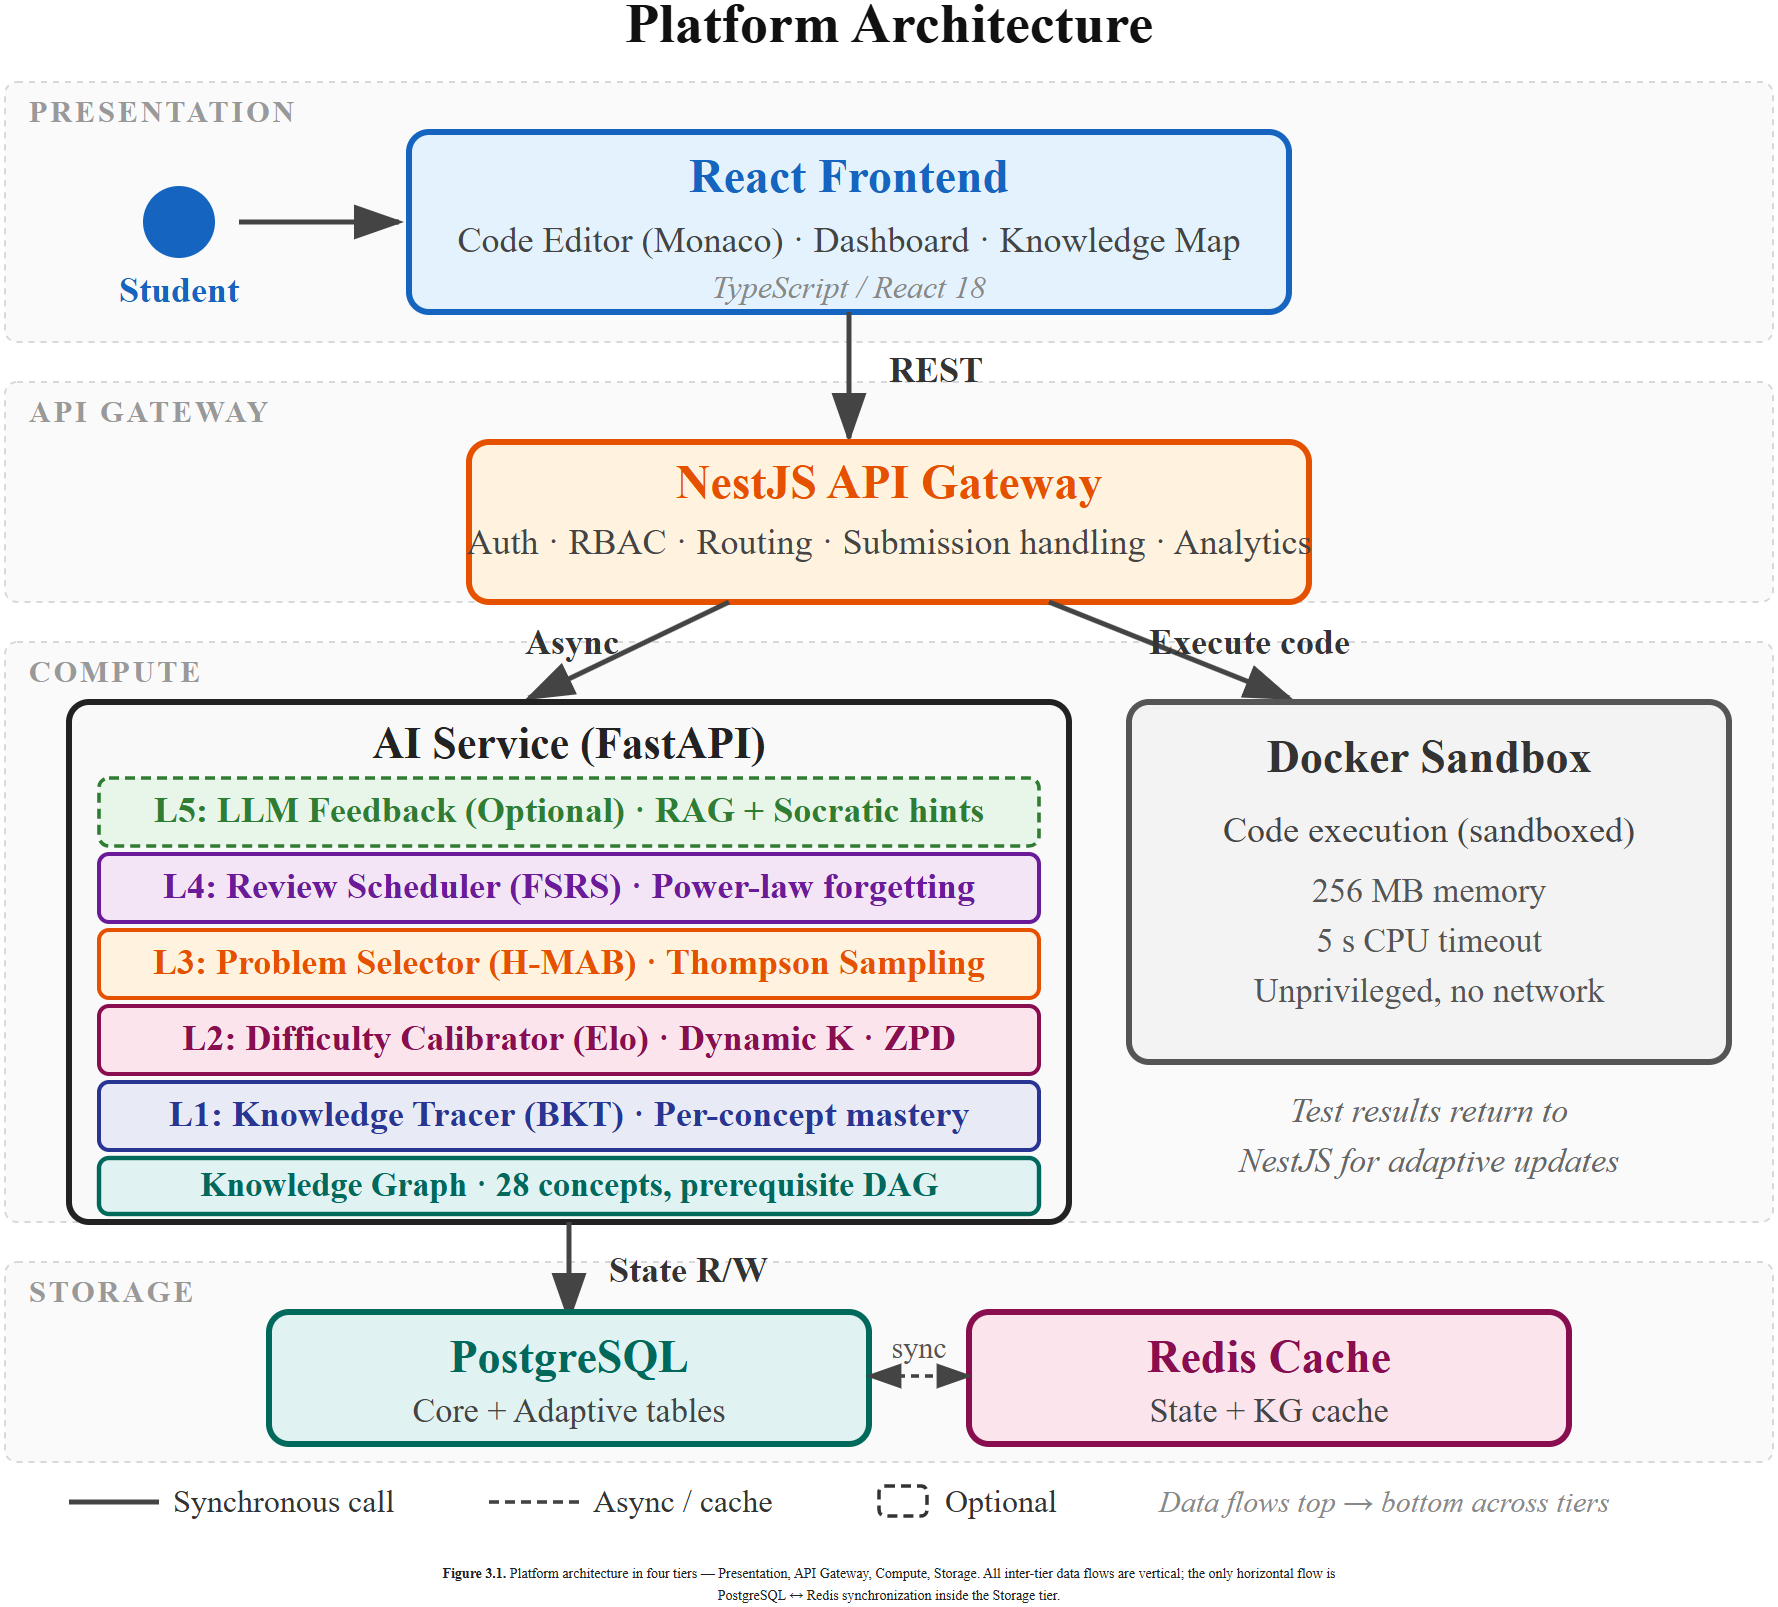 Platform Architecture
PRESENTATION
React Frontend
Code Editor (Monaco) · Dashboard · Knowledge Map
TypeScript / React 18
Student
REST
API GATEWAY
NestJS API Gateway
Auth · RBAC · Routing · Submission handling · Analytics
Async
Execute code
COMPUTE
AI Service (FastAPI)
L5: LLM Feedback (Optional) · RAG + Socratic hints
L4: Review Scheduler (FSRS) · Power-law forgetting
L3: Problem Selector (H-MAB) · Thompson Sampling
L2: Difficulty Calibrator (Elo) · Dynamic K · ZPD
L1: Knowledge Tracer (BKT) · Per-concept mastery
Knowledge Graph · 28 concepts, prerequisite DAG
Docker Sandbox
Code execution (sandboxed)
256 MB memory
5 s CPU timeout
Unprivileged, no network
Test results return to
NestJS for adaptive updates
State R/W
STORAGE
PostgreSQL
Core + Adaptive tables
sync
Redis Cache
State + KG cache
Synchronous call
Async / cache
Optional
Data flows top → bottom across tiers
Figure 3.1. Platform architecture in four tiers — Presentation, API Gateway, Compute, Storage. All inter-tier data flows are vertical; the only horizontal flow is
PostgreSQL ↔ Redis synchronization inside the Storage tier.